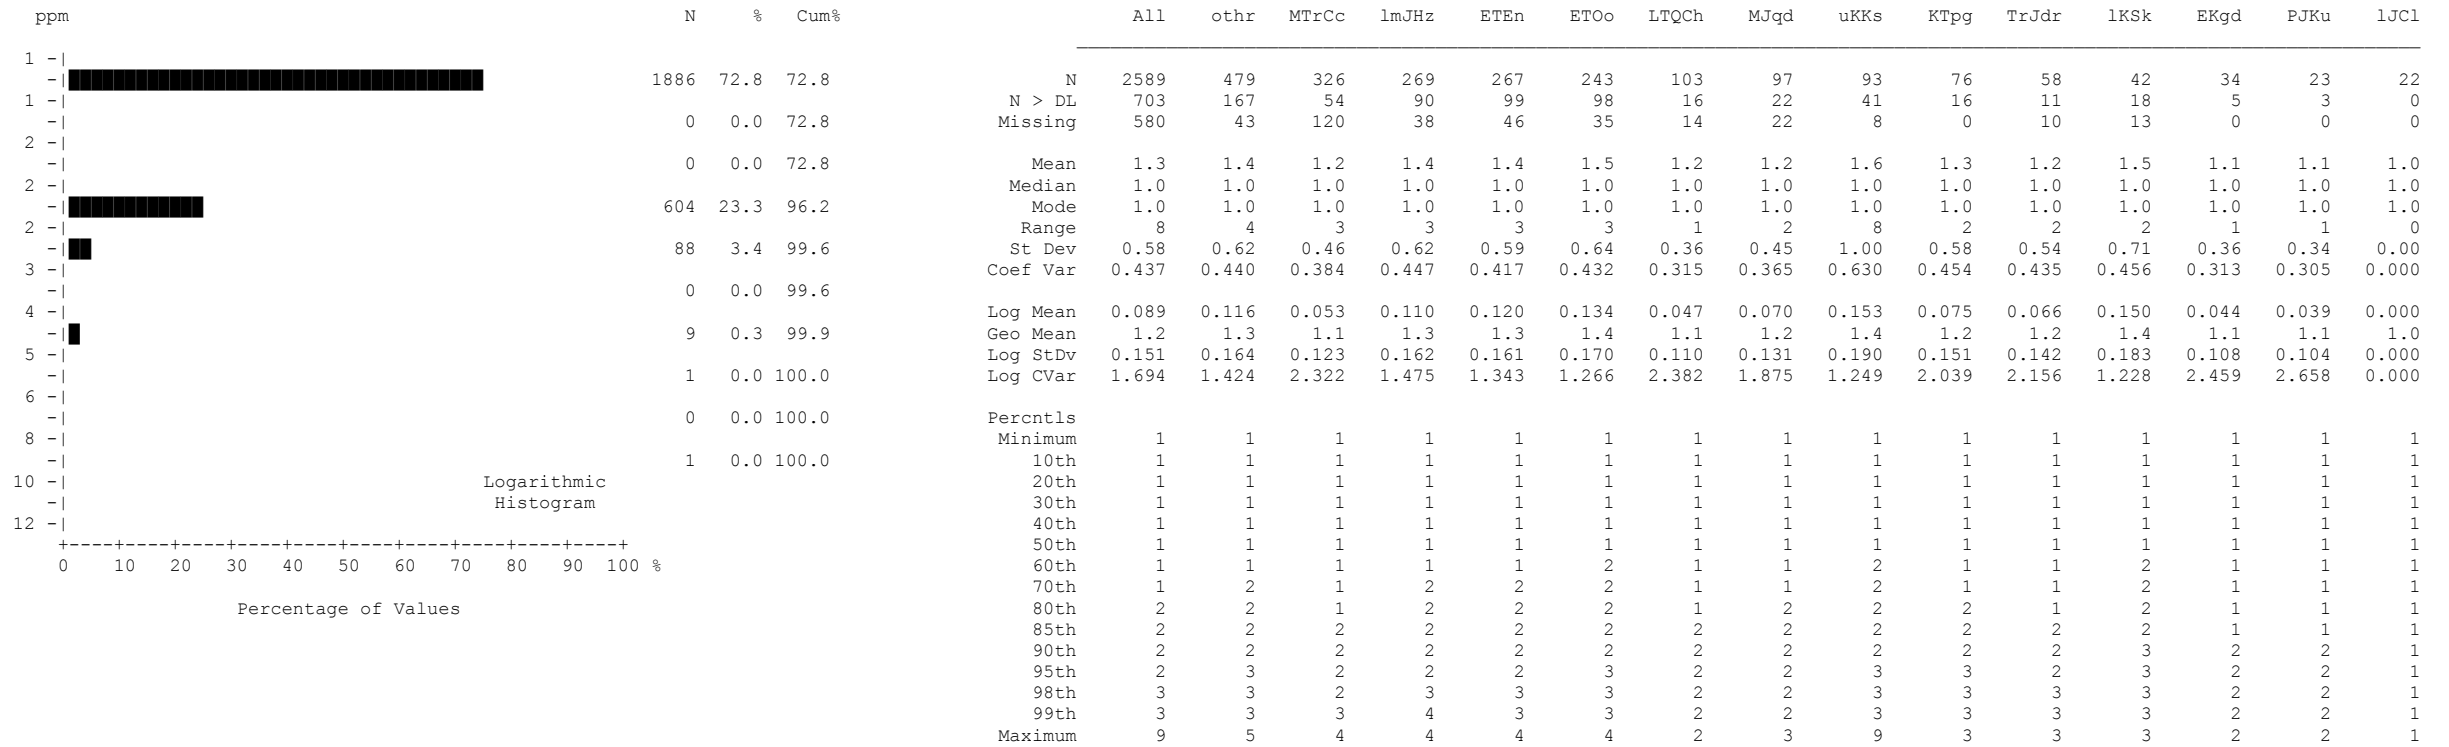 ppm N % Cum% All othr MTrCc lmJHz ETEn ETOo LTQCh MJqd uKKs KTpg TrJdr lKSk EKgd PJKu lJCl
1 -|
-| 1886 72.8 72.8 N 2589 479 326 269 267 243 103 97 93 76 58 42 34 23 22
1 -| N > DL 703 167 54 90 99 98 16 22 41 16 11 18 5 3 0
-| 0 0.0 72.8 Missing 580 43 120 38 46 35 14 22 8 0 10 13 0 0 0
2 -|
-| 0 0.0 72.8 Mean 1.3 1.4 1.2 1.4 1.4 1.5 1.2 1.2 1.6 1.3 1.2 1.5 1.1 1.1 1.0
2 -| Median 1.0 1.0 1.0 1.0 1.0 1.0 1.0 1.0 1.0 1.0 1.0 1.0 1.0 1.0 1.0
-| 604 23.3 96.2 Mode 1.0 1.0 1.0 1.0 1.0 1.0 1.0 1.0 1.0 1.0 1.0 1.0 1.0 1.0 1.0
2 -| Range 8 4 3 3 3 3 1 2 8 2 2 2 1 1 0
-| 88 3.4 99.6 St Dev 0.58 0.62 0.46 0.62 0.59 0.64 0.36 0.45 1.00 0.58 0.54 0.71 0.36 0.34 0.00
3 -| Coef Var 0.437 0.440 0.384 0.447 0.417 0.432 0.315 0.365 0.630 0.454 0.435 0.456 0.313 0.305 0.000
-| 0 0.0 99.6
4 -| Log Mean 0.089 0.116 0.053 0.110 0.120 0.134 0.047 0.070 0.153 0.075 0.066 0.150 0.044 0.039 0.000
-| 9 0.3 99.9 Geo Mean 1.2 1.3 1.1 1.3 1.3 1.4 1.1 1.2 1.4 1.2 1.2 1.4 1.1 1.1 1.0
5 -| Log StDv 0.151 0.164 0.123 0.162 0.161 0.170 0.110 0.131 0.190 0.151 0.142 0.183 0.108 0.104 0.000
-| 1 0.0 100.0 Log CVar 1.694 1.424 2.322 1.475 1.343 1.266 2.382 1.875 1.249 2.039 2.156 1.228 2.459 2.658 0.000
6 -|
-| 0 0.0 100.0 Percntls
8 -| Minimum 1 1 1 1 1 1 1 1 1 1 1 1 1 1 1
-| 1 0.0 100.0 10th 1 1 1 1 1 1 1 1 1 1 1 1 1 1 1
10 -| Logarithmic 20th 1 1 1 1 1 1 1 1 1 1 1 1 1 1 1
-| Histogram 30th 1 1 1 1 1 1 1 1 1 1 1 1 1 1 1
12 -| 40th 1 1 1 1 1 1 1 1 1 1 1 1 1 1 1
+----+----+----+----+----+----+----+----+----+----+ 50th 1 1 1 1 1 1 1 1 1 1 1 1 1 1 1
0 10 20 30 40 50 60 70 80 90 100 % 60th 1 1 1 1 1 2 1 1 2 1 1 2 1 1 1
70th 1 2 1 2 2 2 1 1 2 1 1 2 1 1 1
Percentage of Values 80th 2 2 1 2 2 2 1 2 2 2 1 2 1 1 1
85th 2 2 2 2 2 2 2 2 2 2 2 2 1 1 1
90th 2 2 2 2 2 2 2 2 2 2 2 3 2 2 1
95th 2 3 2 2 2 3 2 2 3 3 2 3 2 2 1
98th 3 3 2 3 3 3 2 2 3 3 3 3 2 2 1
99th 3 3 3 4 3 3 2 2 3 3 3 3 2 2 1
Maximum 9 5 4 4 4 4 2 3 9 3 3 3 2 2 1